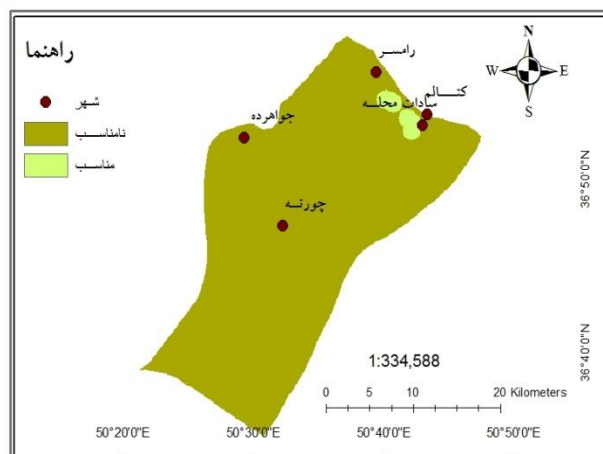 راهنما
شهر
نامناسب
مناسب
رامسر
کتالم
سادات محله
جواهرده
چورته
N
W
E
S
36°50'0"N
36°40'0"N
1:334,588
0 5 10 20 Kilometers
50°20'0"E 50°30'0"E 50°40'0"E 50°50'0"E